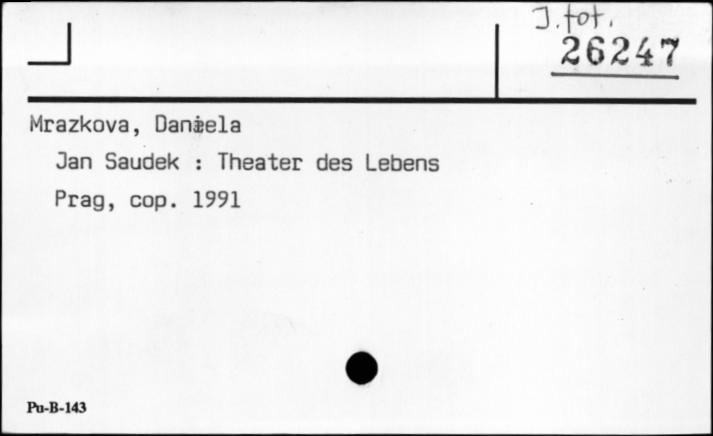 J. fot.
26247
Mrazkova, Daniela
Jan Saudek : Theater des Lebens
Prag, cop. 1991
Pu-B-143